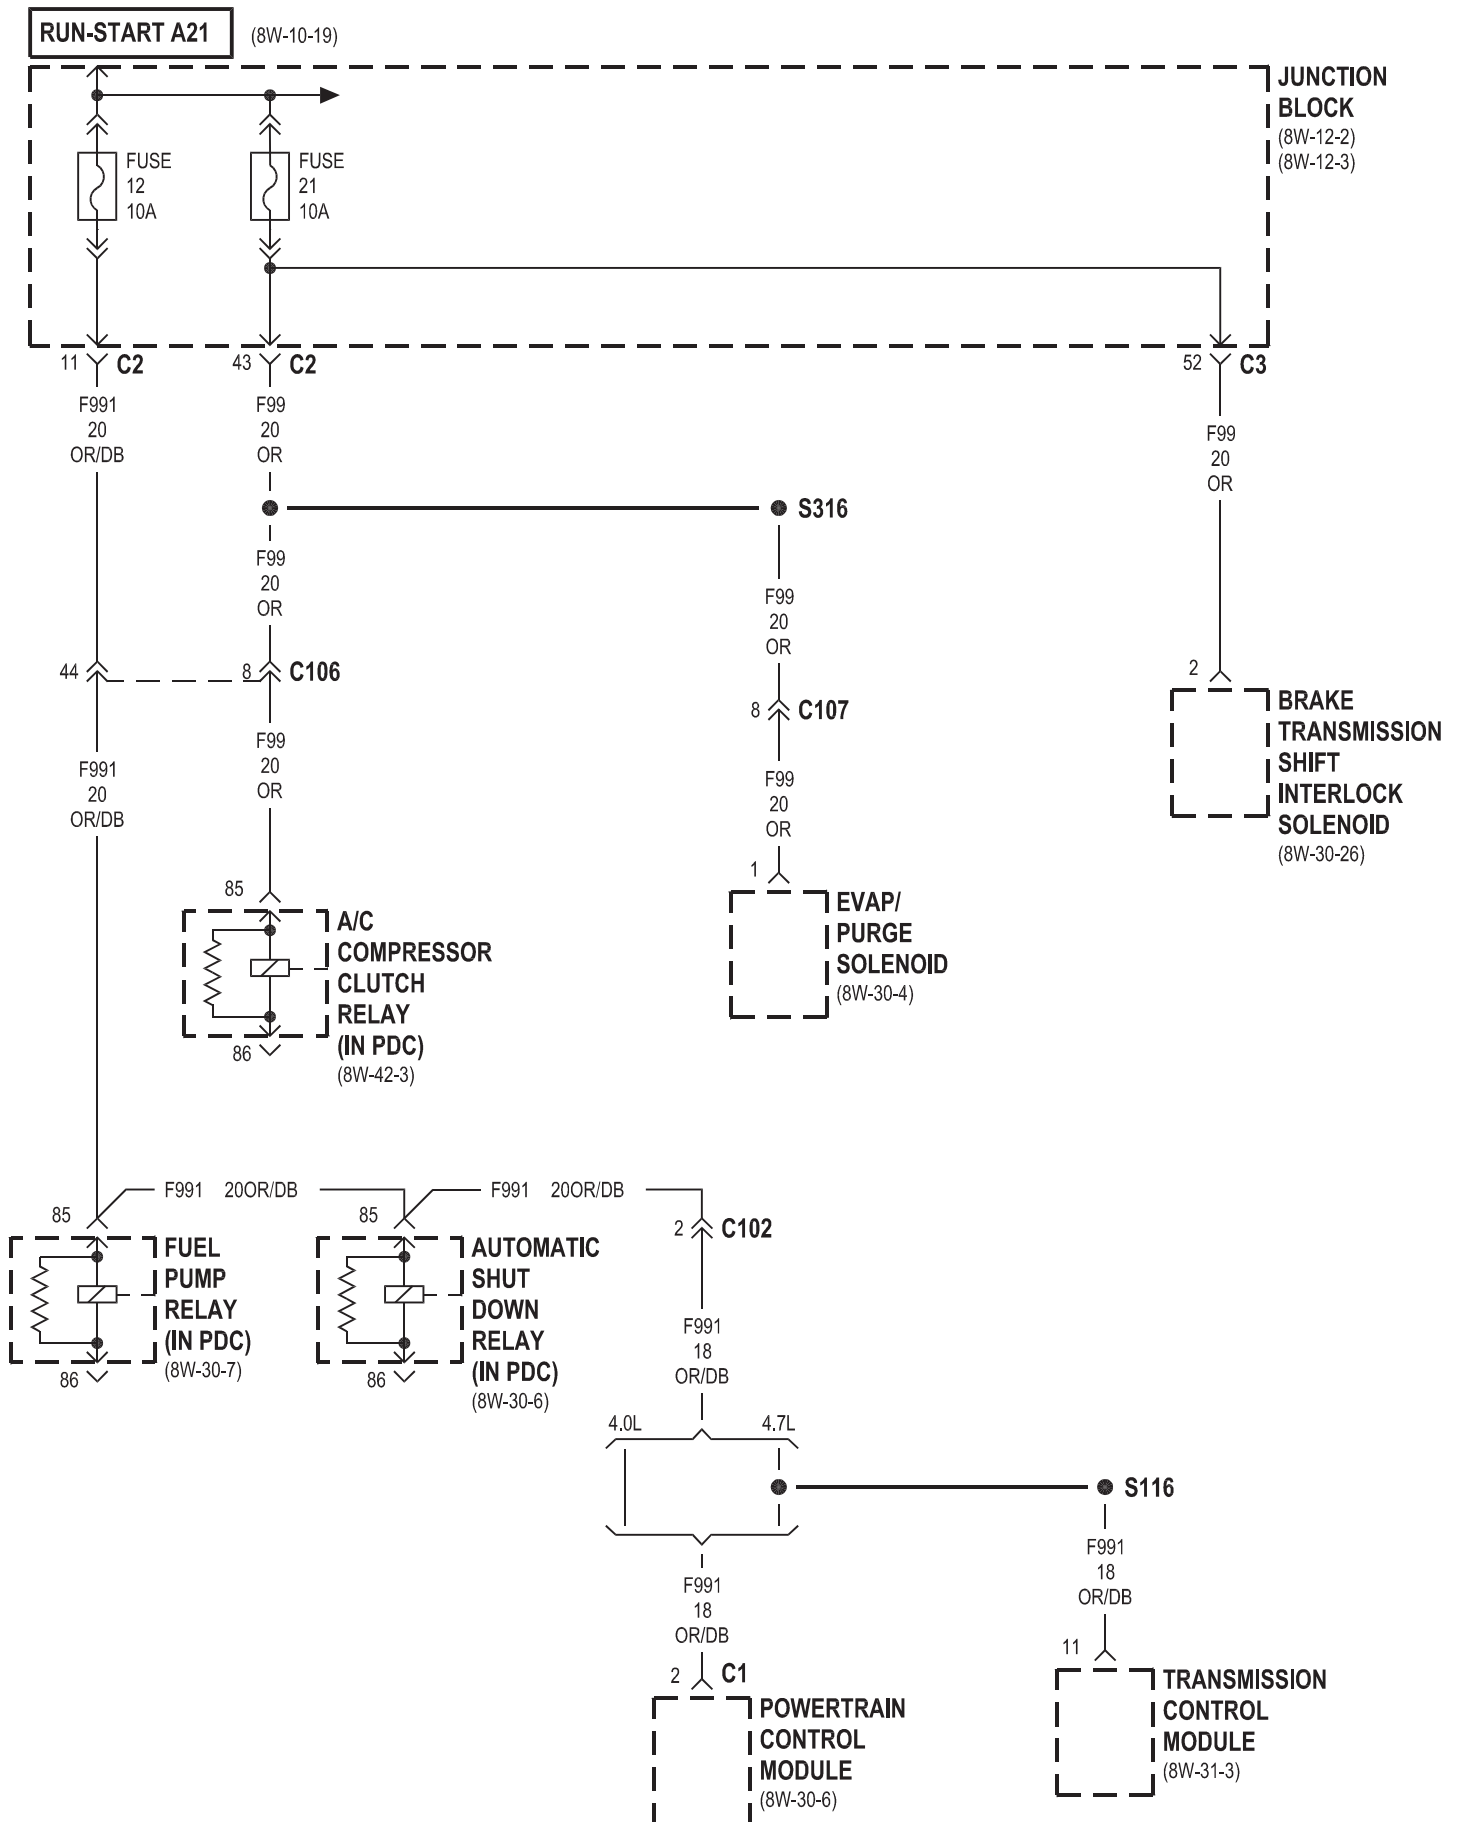 RUN-START A21
(8W-10-19)
JUNCTION
BLOCK
(8W-12-2)
(8W-12-3)
FUSE
12
10A
FUSE
21
10A
11
C2
43
C2
52
C3
F991
20
OR/DB
F99
20
OR
F99
20
OR
S316
F99
20
OR
F99
20
OR
44
8
C106
2
8
C107
BRAKE
TRANSMISSION
SHIFT
INTERLOCK
SOLENOID
(8W-30-26)
F991
20
OR/DB
F99
20
OR
F99
20
OR
1
85
EVAP/
PURGE
SOLENOID
(8W-30-4)
A/C
COMPRESSOR
CLUTCH
RELAY
(IN PDC)
(8W-42-3)
86
F991 20OR/DB
F991 20OR/DB
85
85
2
C102
FUEL
PUMP
RELAY
(IN PDC)
(8W-30-7)
86
AUTOMATIC
SHUT
DOWN
RELAY
(IN PDC)
(8W-30-6)
86
F991
18
OR/DB
4.0L
4.7L
S116
F991
18
OR/DB
F991
18
OR/DB
11
2
C1
POWERTRAIN
CONTROL
MODULE
(8W-30-6)
TRANSMISSION
CONTROL
MODULE
(8W-31-3)